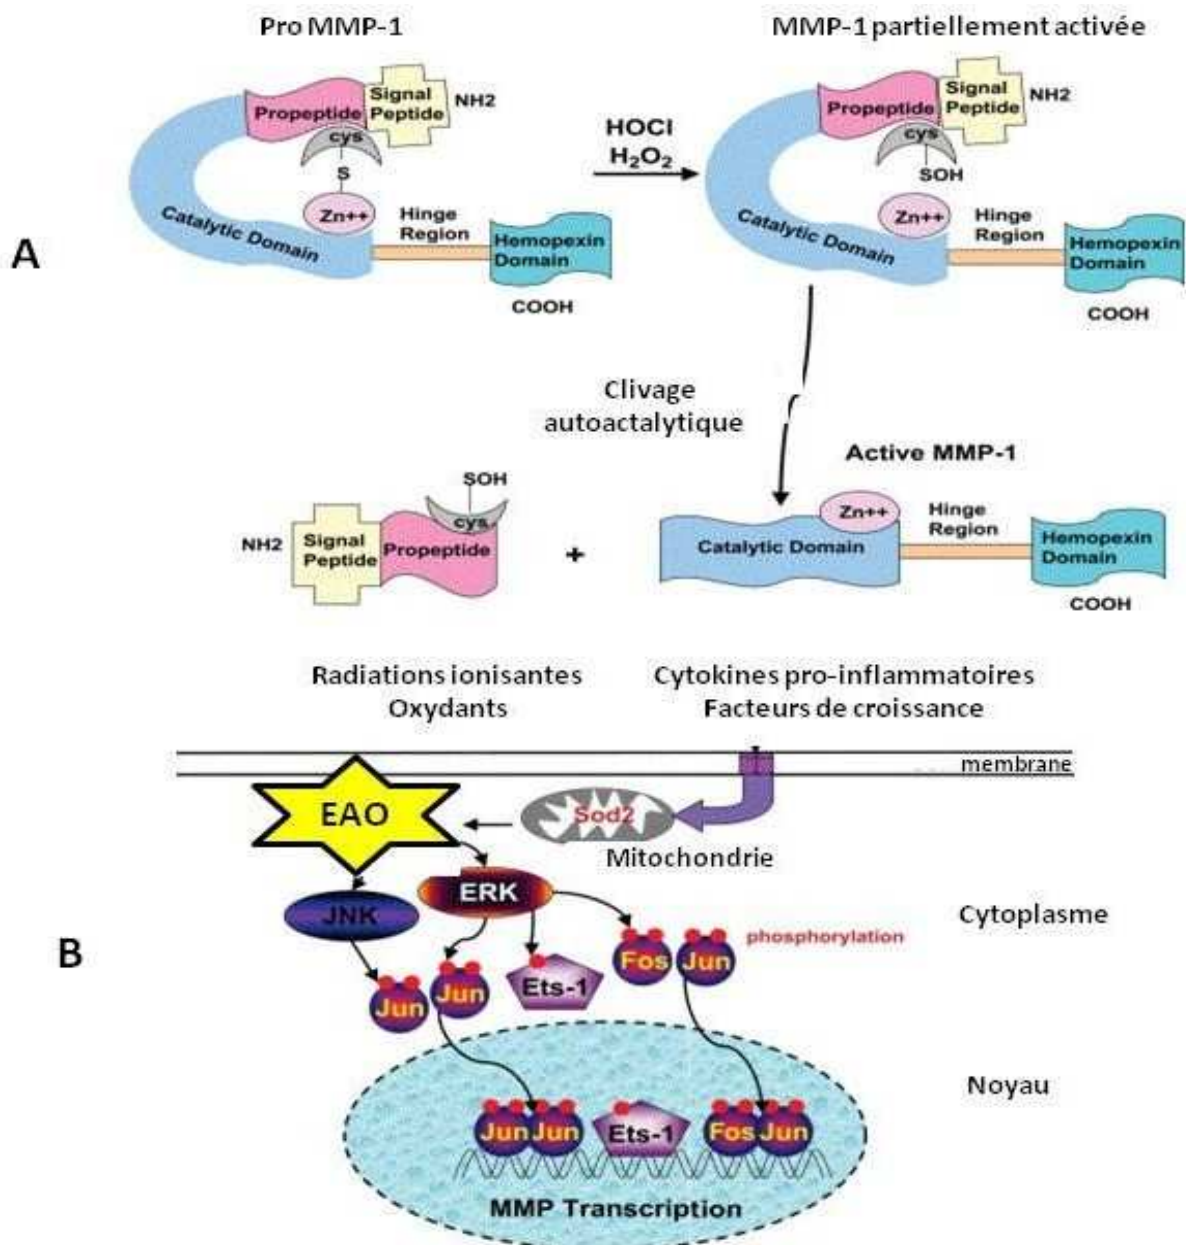 Pro MMP-1
MMP-1 partiellement activée
Propeptide
Signal
Peptide
NH2
cys
S
Zn++
Catalytic Domain
Hinge
Region
Hemopexin
Domain
COOH
HOCl
H₂O₂
Propeptide
Signal
Peptide
NH2
cys
SOH
Zn++
Catalytic Domain
Hinge
Region
Hemopexin
Domain
COOH
A
Clivage
autoactalytique
Active MMP-1
NH2
Signal
Peptide
Propeptide
cys
SOH
+
Catalytic Domain
Zn++
Hinge
Region
Hemopexin
Domain
COOH
Radiations ionisantes
Oxydants
Cytokines pro-inflammatoires
Facteurs de croissance
membrane
EAO
Sod2
Mitochondrie
JNK
ERK
Cytoplasme
B
phosphorylation
Fos
Jun
Ets-1
Jun
Jun
Noyau
Jun
Jun
Ets-1
Fos
Jun
MMP Transcription